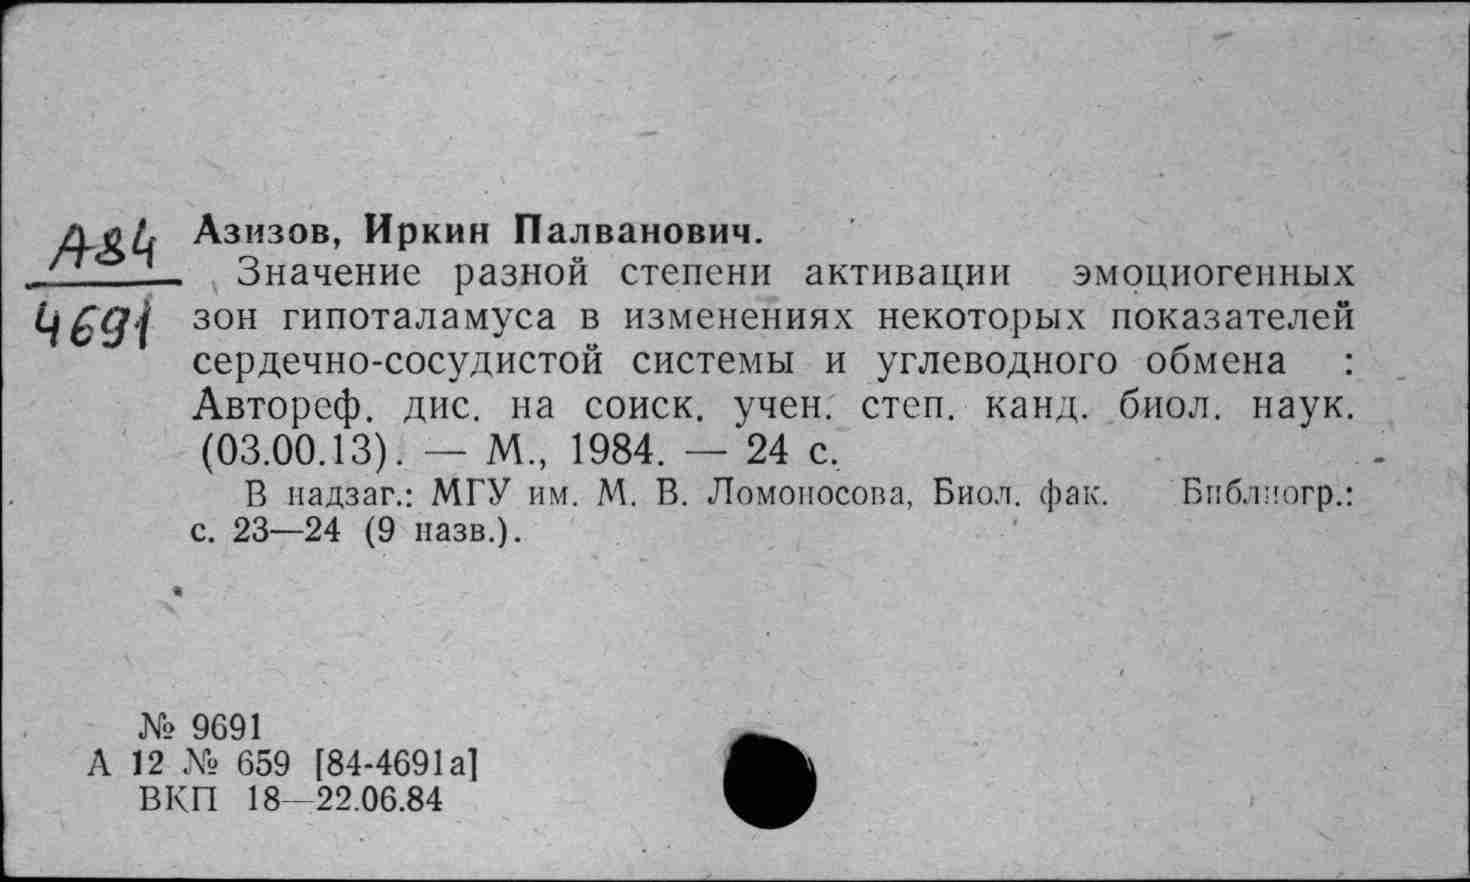 А84
4691
Азизов, Иркин Палванович.
Значение разной степени активации эмоциогенных
зон гипоталамуса в изменениях некоторых показателей
сердечно-сосудистой системы и углеводного обмена :
Автореф. дис. на соиск. учен. степ. канд. биол. наук.
(03.00.13). — М., 1984. — 24 с.
В надзаг.: МГУ им. М. В. Ломоносова, Биол. фак. Библиогр.:
с. 23—24 (9 назв.).
№ 9691
А 12 № 659 [84-4691а]
ВКП 18—22.06.84